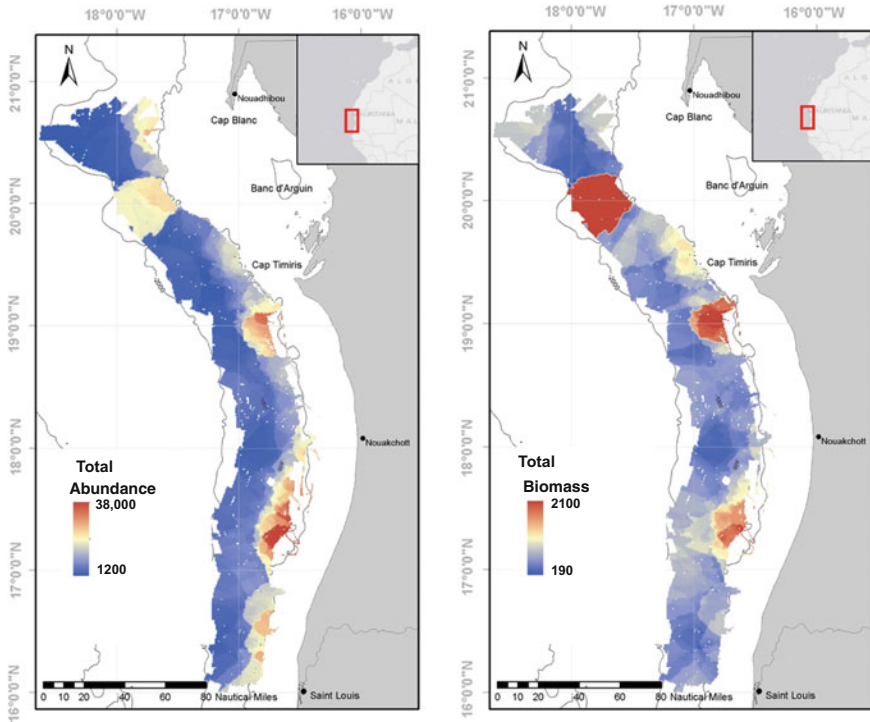 18°0'0"W
17°0'0"W
16°0'0"W
N
21°0'0"N
20°0'0"N
19°0'0"N
18°0'0"N
17°0'0"N
16°0'0"N
Nouadhibou
Cap Blanc
Banc d'Arguin
Cap Timiris
Nouakchott
Saint Louis
Total
Abundance
38,000
1200
0 10 20 40 60 80
Nautical Miles
18°0'0"W
17°0'0"W
16°0'0"W
N
21°0'0"N
20°0'0"N
19°0'0"N
18°0'0"N
17°0'0"N
16°0'0"N
Nouadhibou
Cap Blanc
Banc d'Arguin
Cap Timiris
Nouakchott
Saint Louis
Total
Biomass
2100
190
0 10 20 40 60 80
Nautical Miles